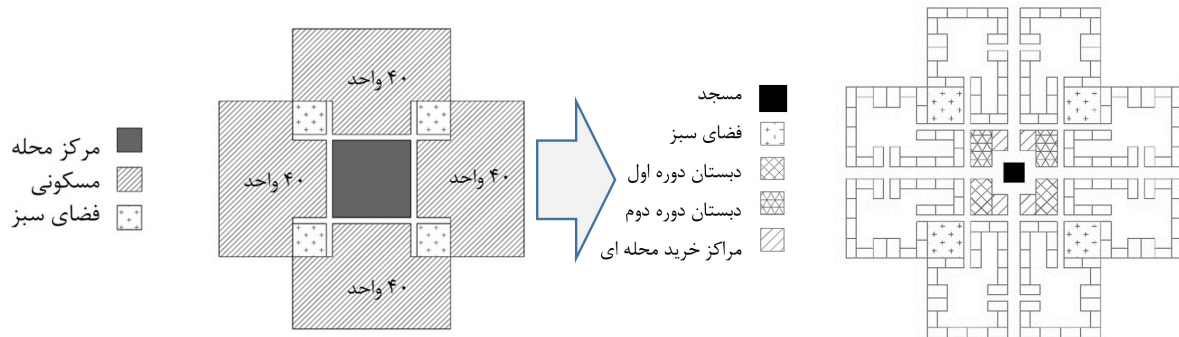 ۴۰ واحد
۴۰ واحد
۴۰ واحد
۴۰ واحد
مرکز محله
مسکونی
فضای سبز
مسجد
فضای سبز
دبستان دوره اول
دبستان دوره دوم
مراکز خرید محله ای